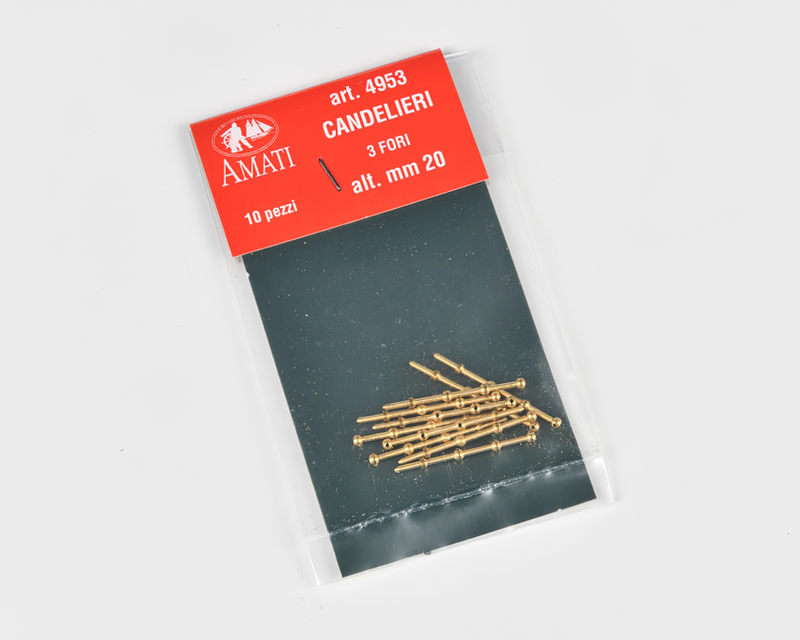 AMATI
10 pezzi
art. 4953
CANDELIERI
3 FORI
alt. mm 20